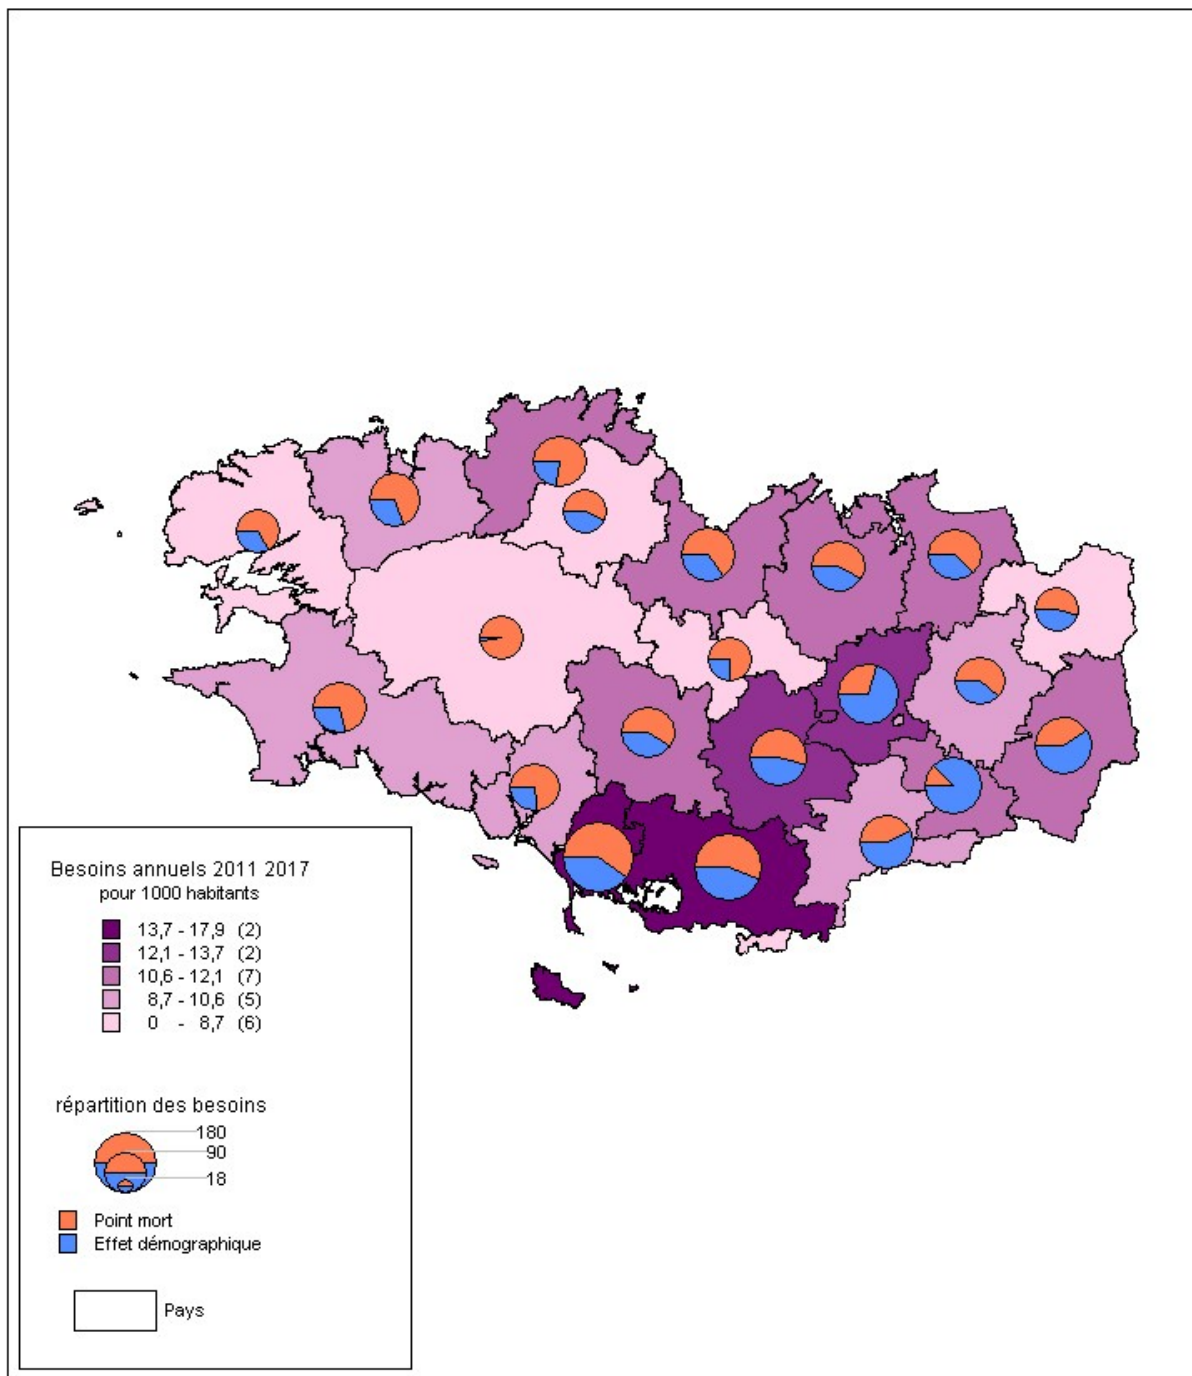 Besoins annuels 2011 2017
pour 1000 habitants
13,7 - 17,9 (2)
12,1 - 13,7 (2)
10,6 - 12,1 (7)
8,7 - 10,6 (5)
0 - 8,7 (6)
répartition des besoins
180
90
18
Point mort
Effet démographique
Pays